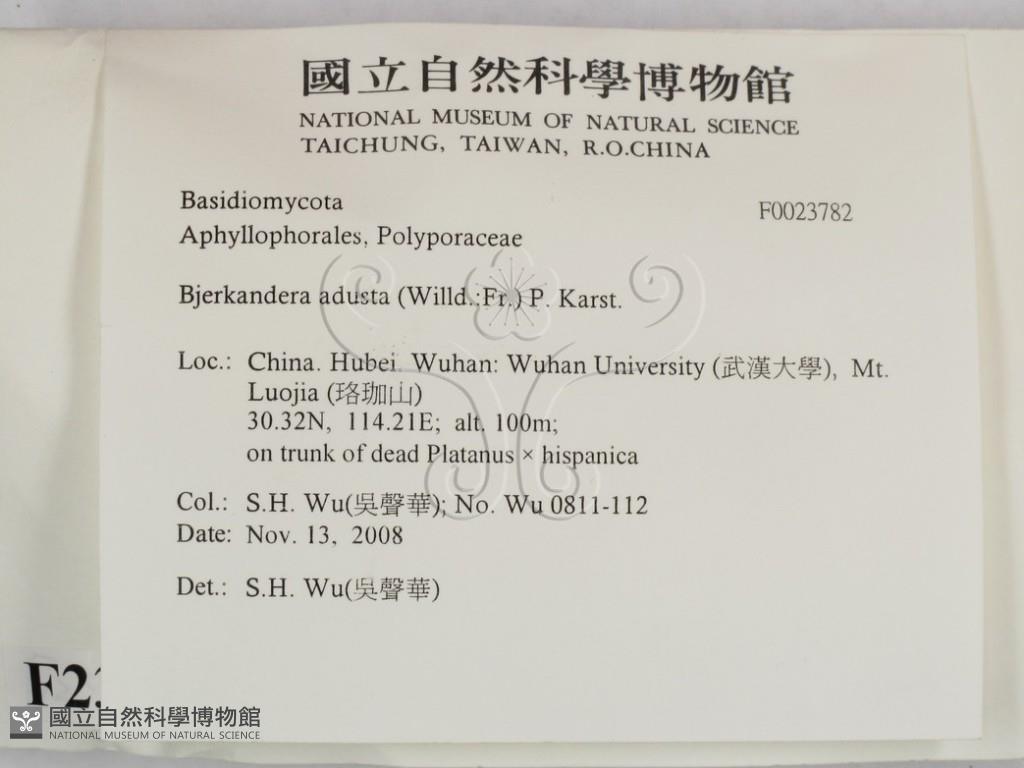 國立自然科學博物館
NATIONAL MUSEUM OF NATURAL SCIENCE
TAICHUNG, TAIWAN, R.O.CHINA
Basidiomycota
F0023782
Aphyllophorales, Polyporaceae
Bjerkandera adusta (Willd.:Fr.) P. Karst.
Loc.: China. Hubei. Wuhan: Wuhan University (武漢大學), Mt.
Luojia (珞珈山)
30.32N, 114.21E; alt. 100m;
on trunk of dead Platanus × hispanica
Col.: S.H. Wu(吳聲華); No. Wu 0811-112
Date: Nov. 13, 2008
Det.: S.H. Wu(吳聲華)
國立自然科學博物館
NATIONAL MUSEUM OF NATURAL SCIENCE